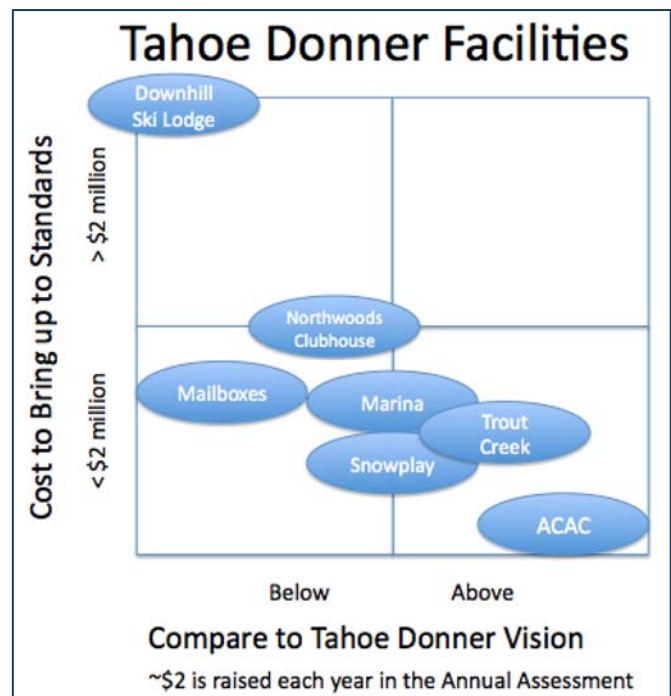 Tahoe Donner Facilities
Downhill
Ski Lodge
Cost to Bring up to Standards
> $2 million
< $2 million
Northwoods
Clubhouse
Mailboxes
Marina
Trout
Creek
Snowplay
ACAC
Below
Above
Compare to Tahoe Donner Vision
~$2 is raised each year in the Annual Assessment